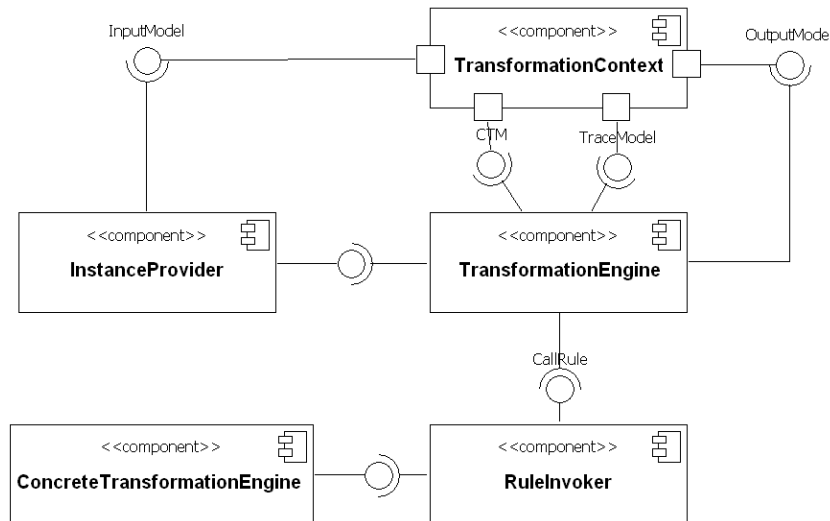 InputModel
<<component>>
TransformationContext
OutputMode
CTM
TraceModel
<<component>>
InstanceProvider
<<component>>
TransformationEngine
CallRule
<<component>>
ConcreteTransformationEngine
<<component>>
RuleInvoker